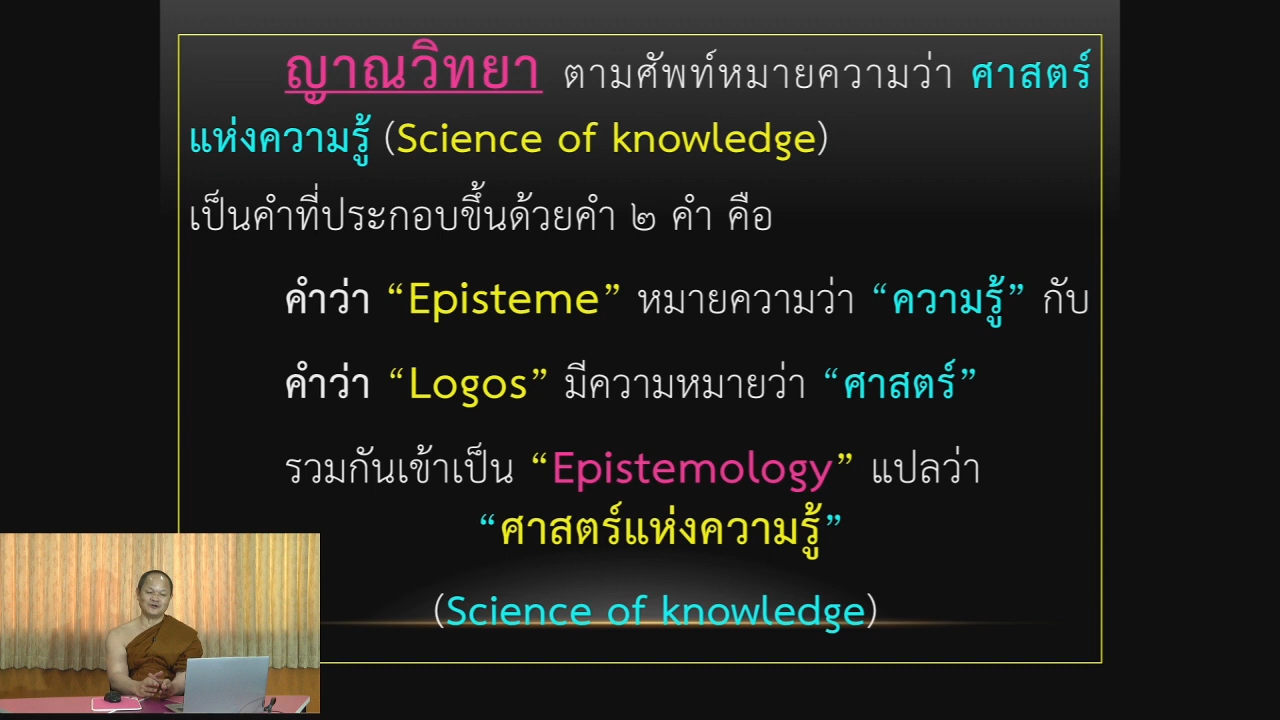 ญาณวิทยา ตามศัพท์หมายความว่า ศาสตร์
แห่งความรู้ (Science of knowledge)
เป็นคำที่ประกอบขึ้นด้วยคำ ๒ คำ คือ
คำว่า “Episteme” หมายความว่า “ความรู้” กับ
คำว่า “Logos” มีความหมายว่า “ศาสตร์”
รวมกันเข้าเป็น “Epistemology” แปลว่า
“ศาสตร์แห่งความรู้”
(Science of knowledge)